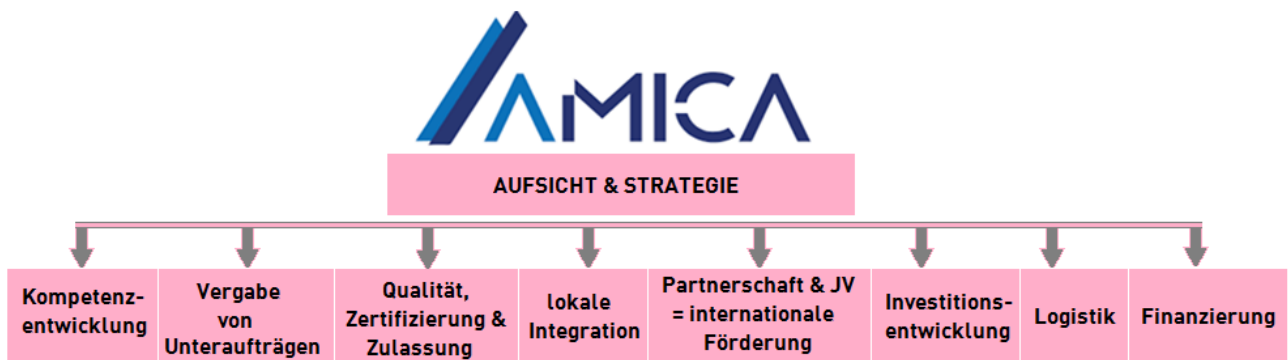 AMICA
AUFSICHT & STRATEGIE
Kompetenz-
entwicklung
Vergabe
von
Unteraufträgen
Qualität,
Zertifizierung &
Zulassung
lokale
Integration
Partnerschaft & JV
= internationale
Förderung
Investitions-
entwicklung
Logistik
Finanzierung